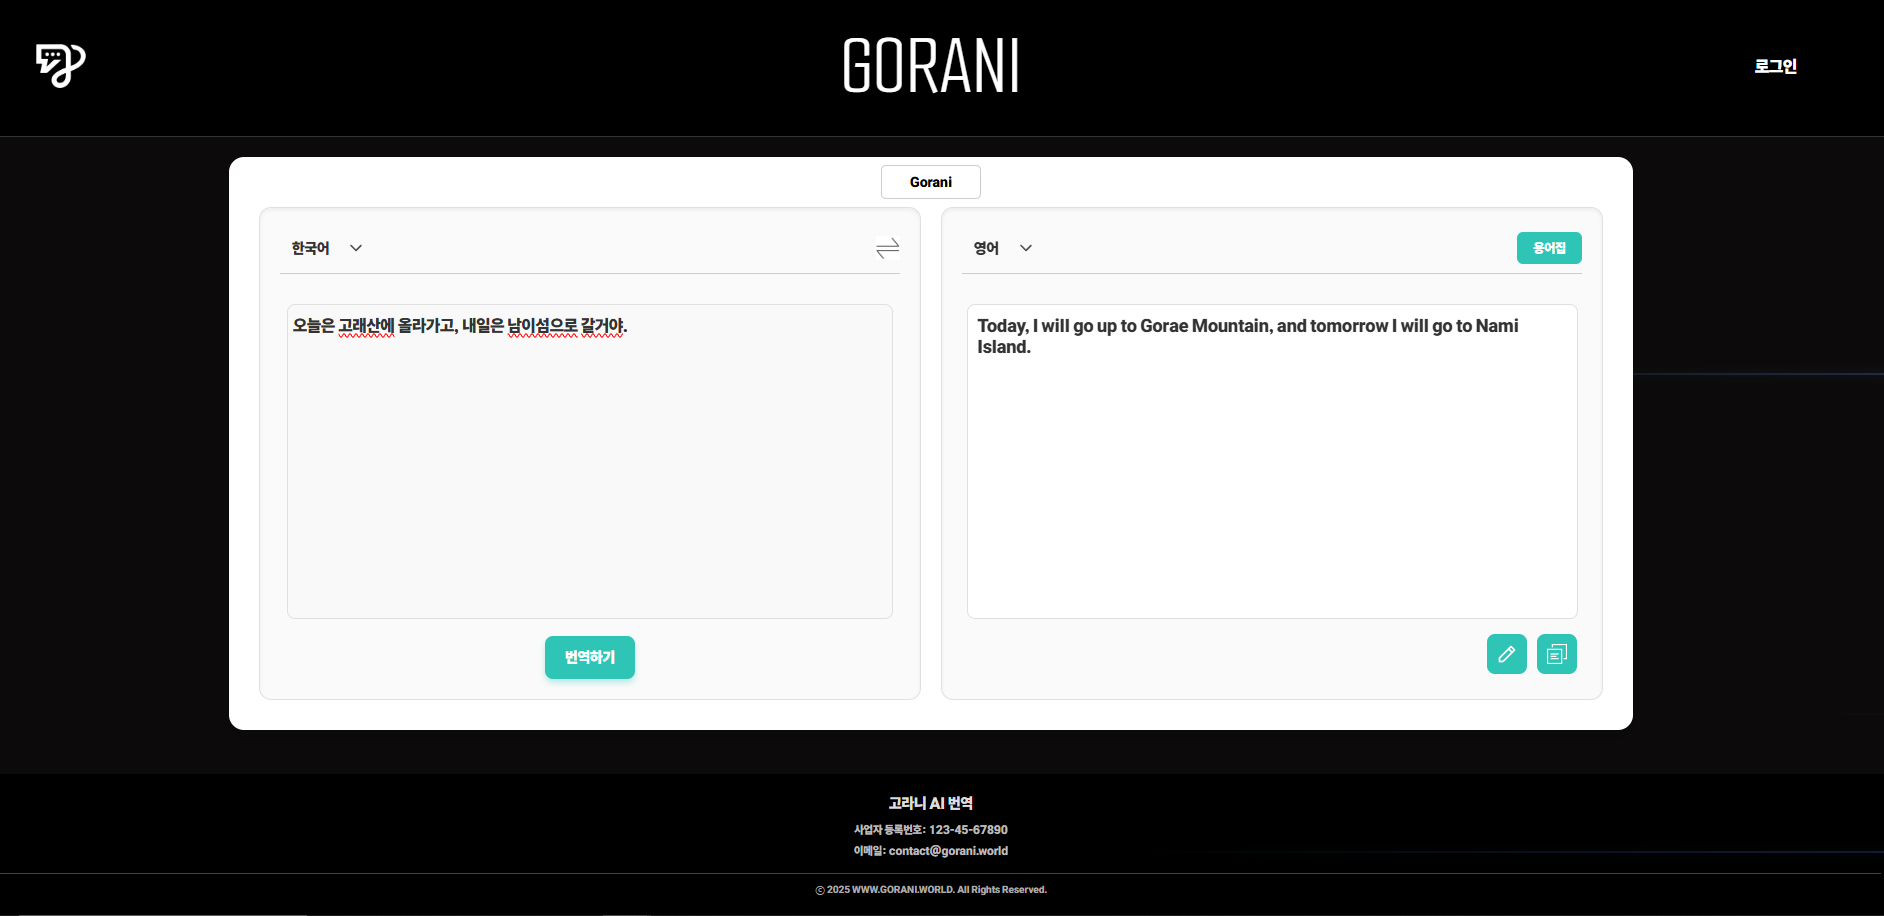 GORANI
로그인
Gorani
한국어
영어
용어집
오늘은 고래산에 올라가고, 내일은 남이섬으로 갈거야.
Today, I will go up to Gorae Mountain, and tomorrow I will go to Nami
Island.
번역하기
고라니 AI 번역
사업자 등록번호: 123-45-67890
이메일: contact@gorani.world
ⓒ 2025 WWW.GORANI.WORLD. All Rights Reserved.